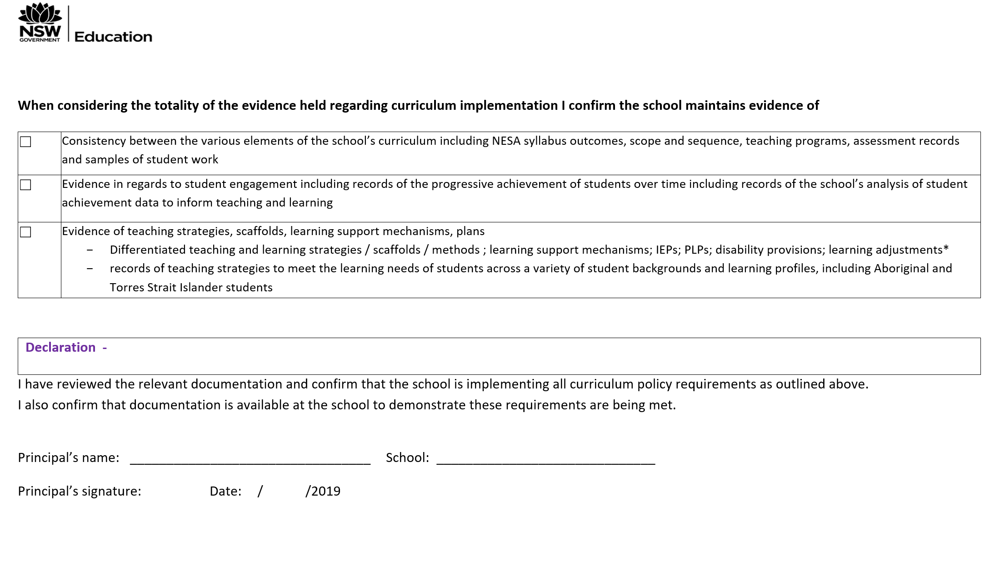 NSW
GOVERNMENT
Education
When considering the totality of the evidence held regarding curriculum implementation I confirm the school maintains evidence of
☐ Consistency between the various elements of the school’s curriculum including NESA syllabus outcomes, scope and sequence, teaching programs, assessment records
and samples of student work
☐ Evidence in regards to student engagement including records of the progressive achievement of students over time including records of the school’s analysis of student
achievement data to inform teaching and learning
☐ Evidence of teaching strategies, scaffolds, learning support mechanisms, plans
– Differentiated teaching and learning strategies / scaffolds / methods ; learning support mechanisms; IEPs; PLPs; disability provisions; learning adjustments*
– records of teaching strategies to meet the learning needs of students across a variety of student backgrounds and learning profiles, including Aboriginal and
Torres Strait Islander students
Declaration -
I have reviewed the relevant documentation and confirm that the school is implementing all curriculum policy requirements as outlined above.
I also confirm that documentation is available at the school to demonstrate these requirements are being met.
Principal’s name: _________________________________ School: ______________________________
Principal’s signature: Date: / /2019